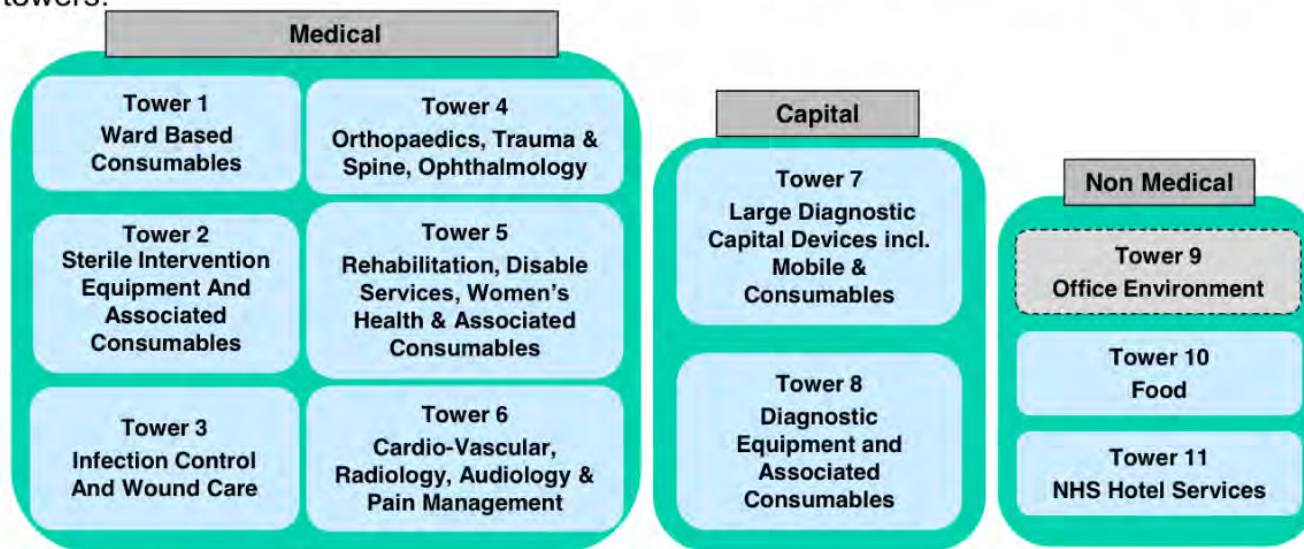 towers.
Medical
Tower 1
Ward Based
Consumables
Tower 4
Orthopaedics, Trauma &
Spine, Ophthalmology
Tower 2
Sterile Intervention
Equipment And
Associated
Consumables
Tower 5
Rehabilitation, Disable
Services, Women's
Health & Associated
Consumables
Tower 3
Infection Control
And Wound Care
Tower 6
Cardio-Vascular,
Radiology, Audiology &
Pain Management
Capital
Tower 7
Large Diagnostic
Capital Devices incl.
Mobile &
Consumables
Tower 8
Diagnostic
Equipment and
Associated
Consumables
Non Medical
Tower 9
Office Environment
Tower 10
Food
Tower 11
NHS Hotel Services